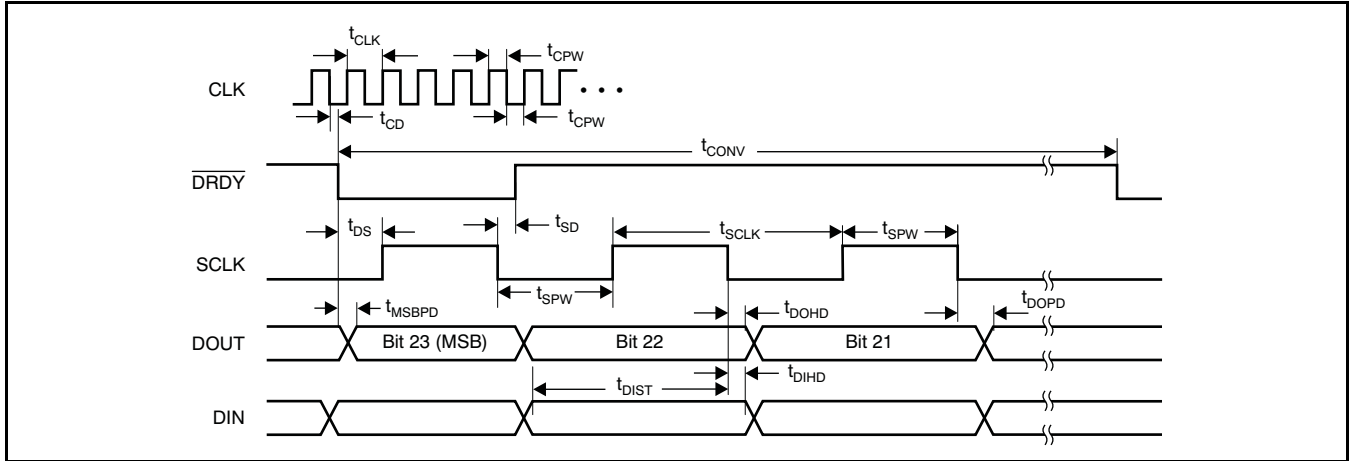 tCLK
tCPW
CLK
• • •
tCD
tCPW
tCONV
DRDY
tDS
tSD
tSCLK
tSPW
SCLK
tSPW
tMSBPD
tDOHD
tDOPD
DOUT
Bit 23 (MSB)
Bit 22
Bit 21
tDIST
tDIHD
DIN